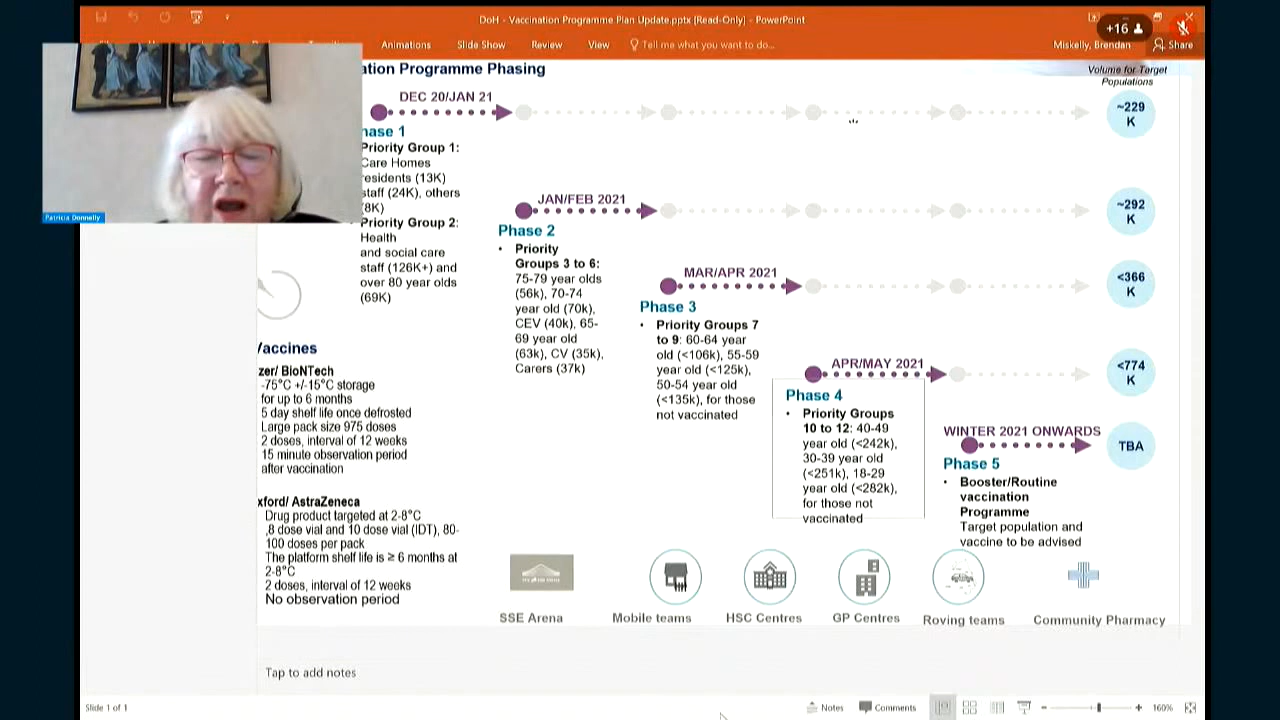 DoH - Vaccination Programme Plan Update.pptx [Read-Only] - PowerPoint
+16
Animations
Slide Show
Review
View
Tell me what you want to do...
Miskelly, Brendan
Share
ation Programme Phasing
Volume for Target
Populations
Patricia Donnelly
DEC 20/JAN 21
~229
K
hase 1
Priority Group 1:
Care Homes
esidents (13K)
staff (24K), others
(8K)
Priority Group 2:
Health
and social care
staff (126K+) and
over 80 year olds
(69K)
JAN/FEB 2021
~292
K
Phase 2
• Priority
Groups 3 to 6:
75-79 year olds
(56k), 70-74
year old (70k),
CEV (40k), 65-
69 year old
(63k), CV (35k),
Carers (37k)
MAR/APR 2021
<366
K
Phase 3
• Priority Groups 7
to 9: 60-64 year
old (<106k), 55-59
year old (<125k),
50-54 year old
(<135k), for those
not vaccinated
APR/MAY 2021
<774
K
Phase 4
• Priority Groups
10 to 12: 40-49
year old (<242k),
30-39 year old
(<251k), 18-29
year old (<282k),
for those not
vaccinated
WINTER 2021 ONWARDS
TBA
Phase 5
• Booster/Routine
vaccination
Programme
Target population and
vaccine to be advised
Vaccines
zer/ BioNTech
-75°C +/-15°C storage
for up to 6 months
5 day shelf life once defrosted
Large pack size 975 doses
2 doses, interval of 12 weeks
15 minute observation period
after vaccination
xford/ AstraZeneca
Drug product targeted at 2-8°C
,8 dose vial and 10 dose vial (IDT), 80-
100 doses per pack
The platform shelf life is ≥ 6 months at
2-8°C
2 doses, interval of 12 weeks
No observation period
SSE Arena
Mobile teams
HSC Centres
GP Centres
Roving teams
Community Pharmacy
Tap to add notes
Slide 1 of 1
Notes
Comments
160%